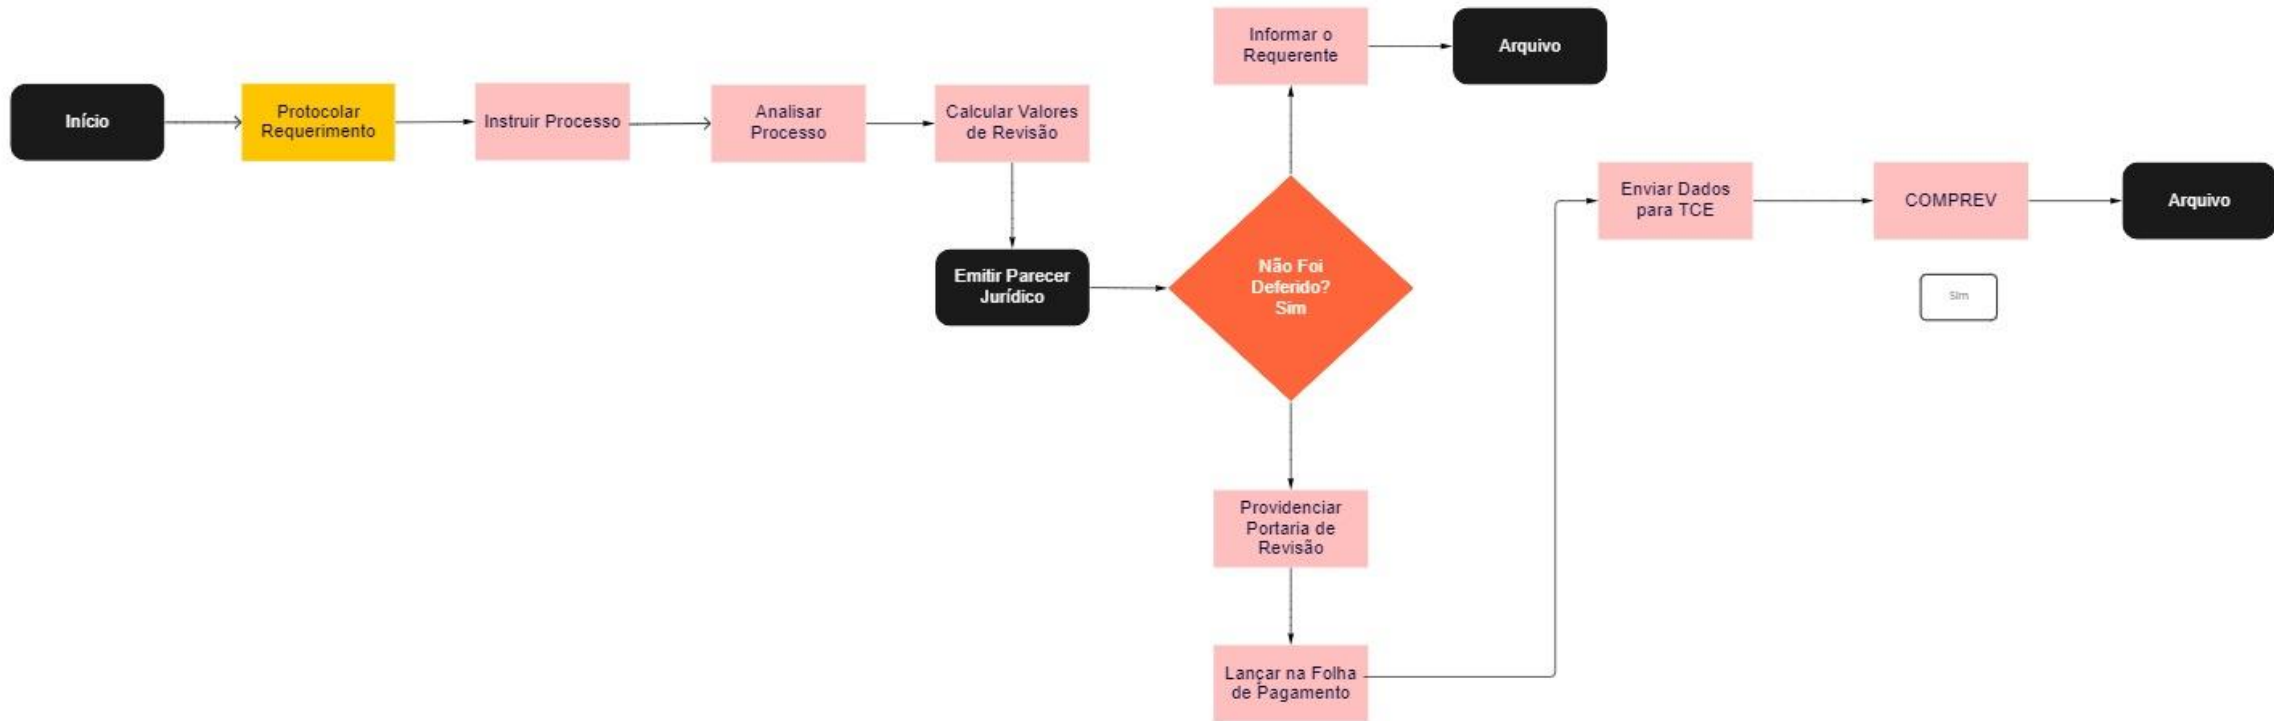 Início
Protocolar
Requerimento
Instruir Processo
Analisar
Processo
Calcular Valores
de Revisão
Emitir Parecer
Jurídico
Não Foi
Deferido?
Sim
Informar o
Requerente
Arquivo
Providenciar
Portaria de
Revisão
Lançar na Folha
de Pagamento
Enviar Dados
para TCE
COMPREV
Arquivo
Sim